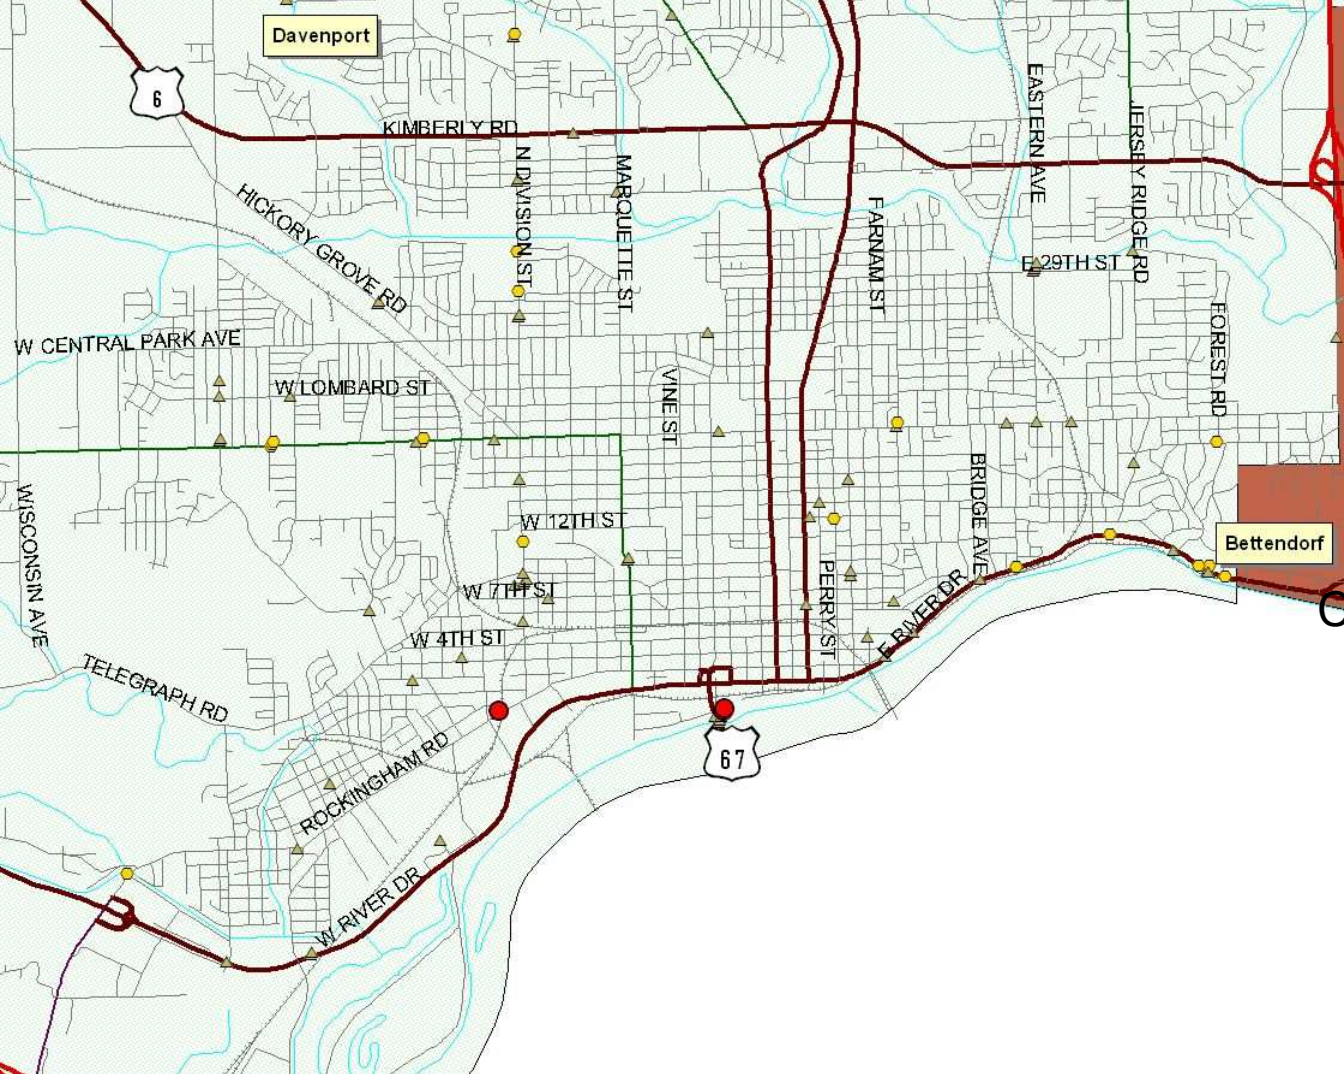 Davenport
6
KIMBERLY RD
N DIVISION ST
MARQUETTE ST
EASTERN AVE
JERSEY RIDGE RD
HICKORY GROVE RD
FARNAM ST
E 29TH ST
W CENTRAL PARK AVE
FOREST RD
W LOMBARD ST
VINE ST
BRIDGE AVE
WISCONSIN AVE
W 12TH ST
Bettendorf
W 7TH ST
PERRY ST
E RIVER DR
W 4TH ST
TELEGRAPH RD
67
ROCKINGHAM RD
W RIVER DR